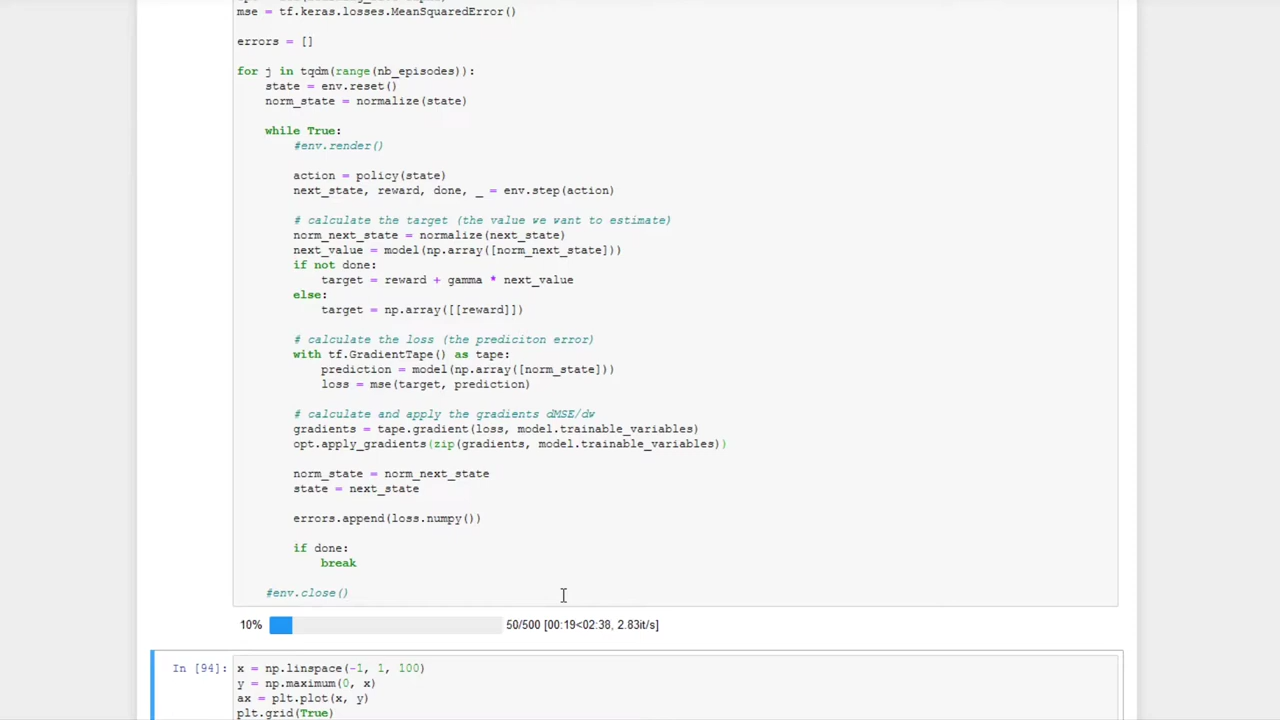 mse = tf.keras.losses.MeanSquaredError()
errors = []
for j in tqdm(range(nb_episodes)):
state = env.reset()
norm_state = normalize(state)
while True:
#env.render()
action = policy(state)
next_state, reward, done, _ = env.step(action)
# calculate the target (the value we want to estimate)
norm_next_state = normalize(next_state)
next_value = model(np.array([norm_next_state]))
if not done:
target = reward + gamma * next_value
else:
target = np.array([[reward]])
# calculate the loss (the prediciton error)
with tf.GradientTape() as tape:
prediction = model(np.array([norm_state]))
loss = mse(target, prediction)
# calculate and apply the gradients dMSE/dw
gradients = tape.gradient(loss, model.trainable_variables)
opt.apply_gradients(zip(gradients, model.trainable_variables))
norm_state = norm_next_state
state = next_state
errors.append(loss.numpy())
if done:
break
#env.close()
10% 50/500 [00:19<02:38, 2.83it/s]
In [94]: x = np.linspace(-1, 1, 100)
y = np.maximum(0, x)
ax = plt.plot(x, y)
plt.grid(True)